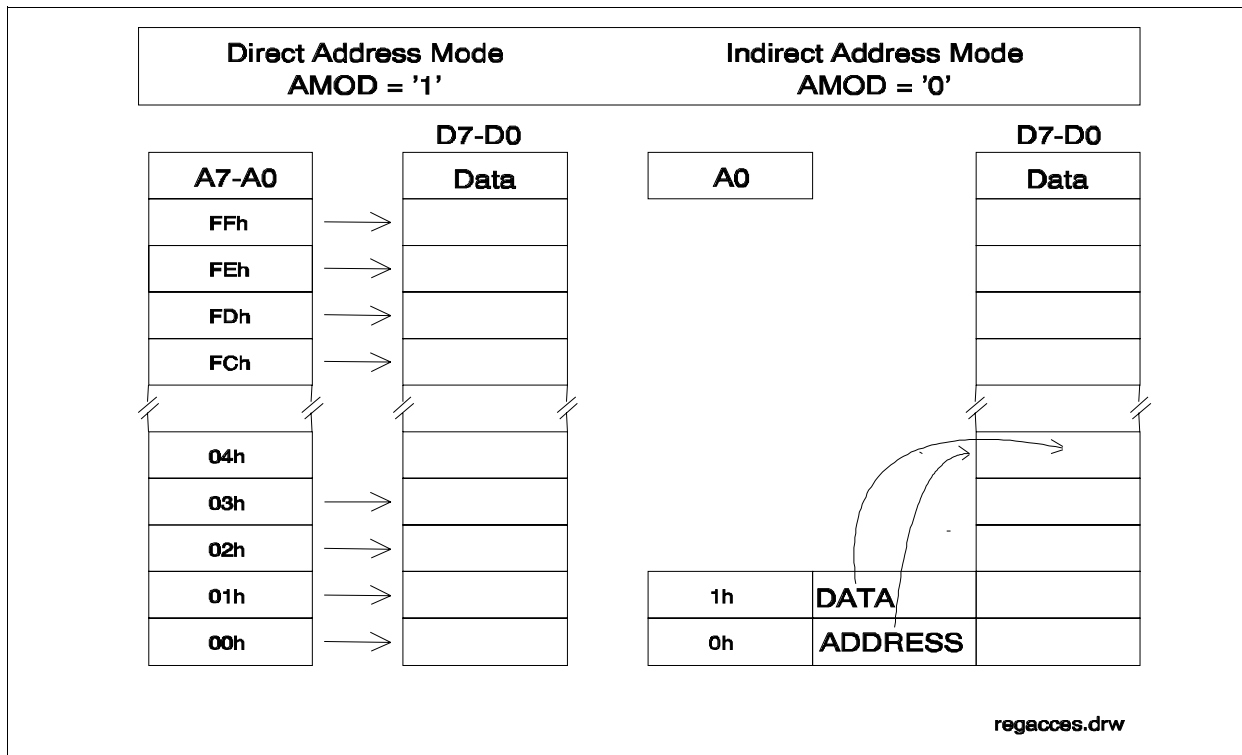 Direct Address Mode
AMOD = '1'
Indirect Address Mode
AMOD = '0'
D7-D0
D7-D0
A7-A0
Data
A0
Data
FFh
FEh
FDh
FCh
04h
03h
02h
01h
1h
DATA
00h
0h
ADDRESS
regacces.drw